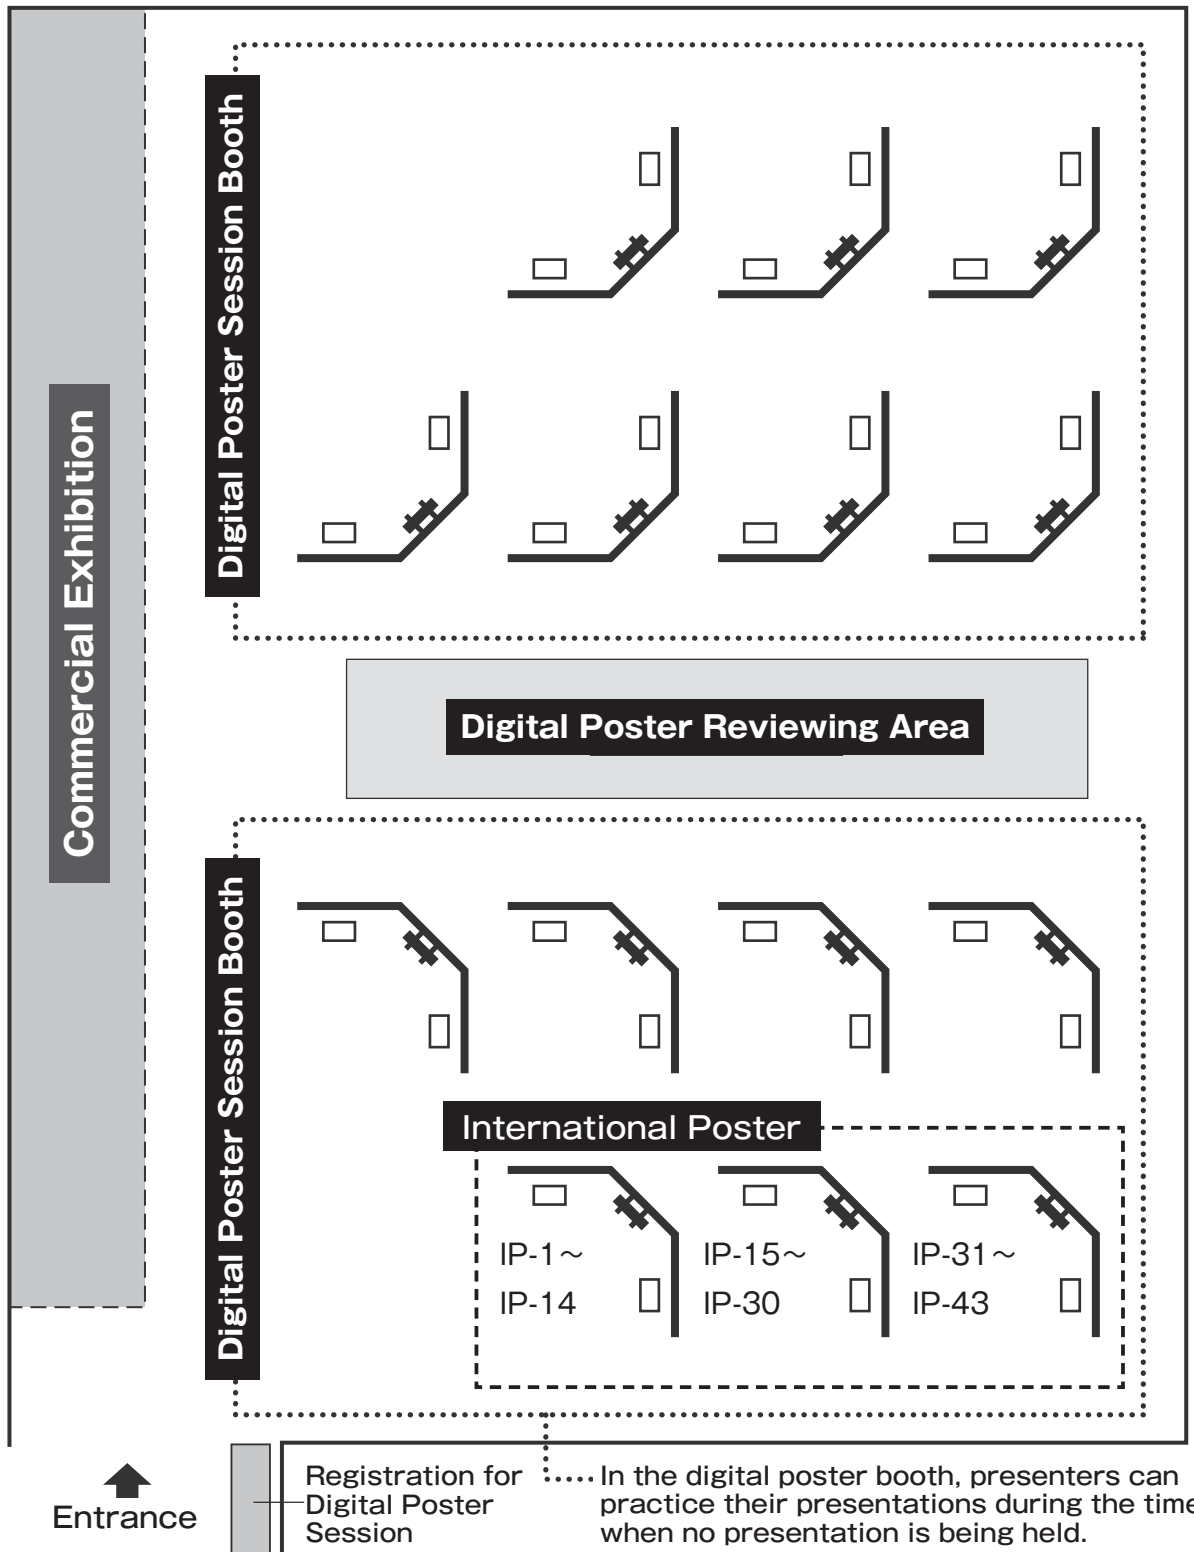 Digital Poster Session Booth
Commercial Exhibition
Digital Poster Reviewing Area
Digital Poster Session Booth
International Poster
IP-1～
IP-14
IP-15～
IP-30
IP-31～
IP-43
Entrance
Registration for
Digital Poster
Session
In the digital poster booth, presenters can
practice their presentations during the time
when no presentation is being held.